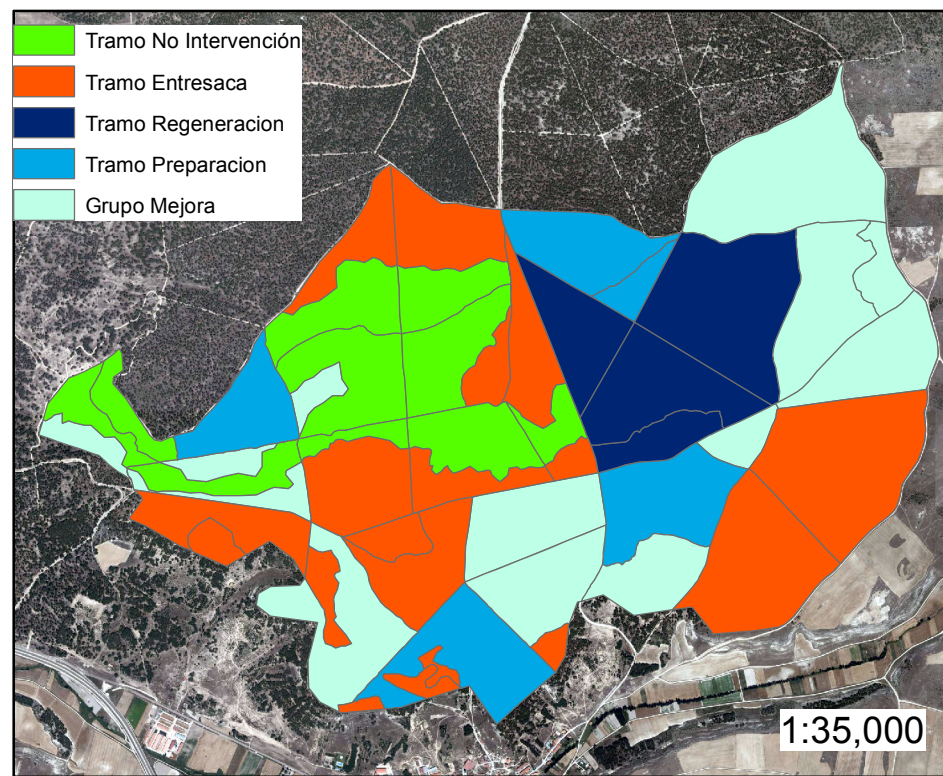 Tramo No Intervención
Tramo Entresaca
Tramo Regeneracion
Tramo Preparacion
Grupo Mejora
1:35,000